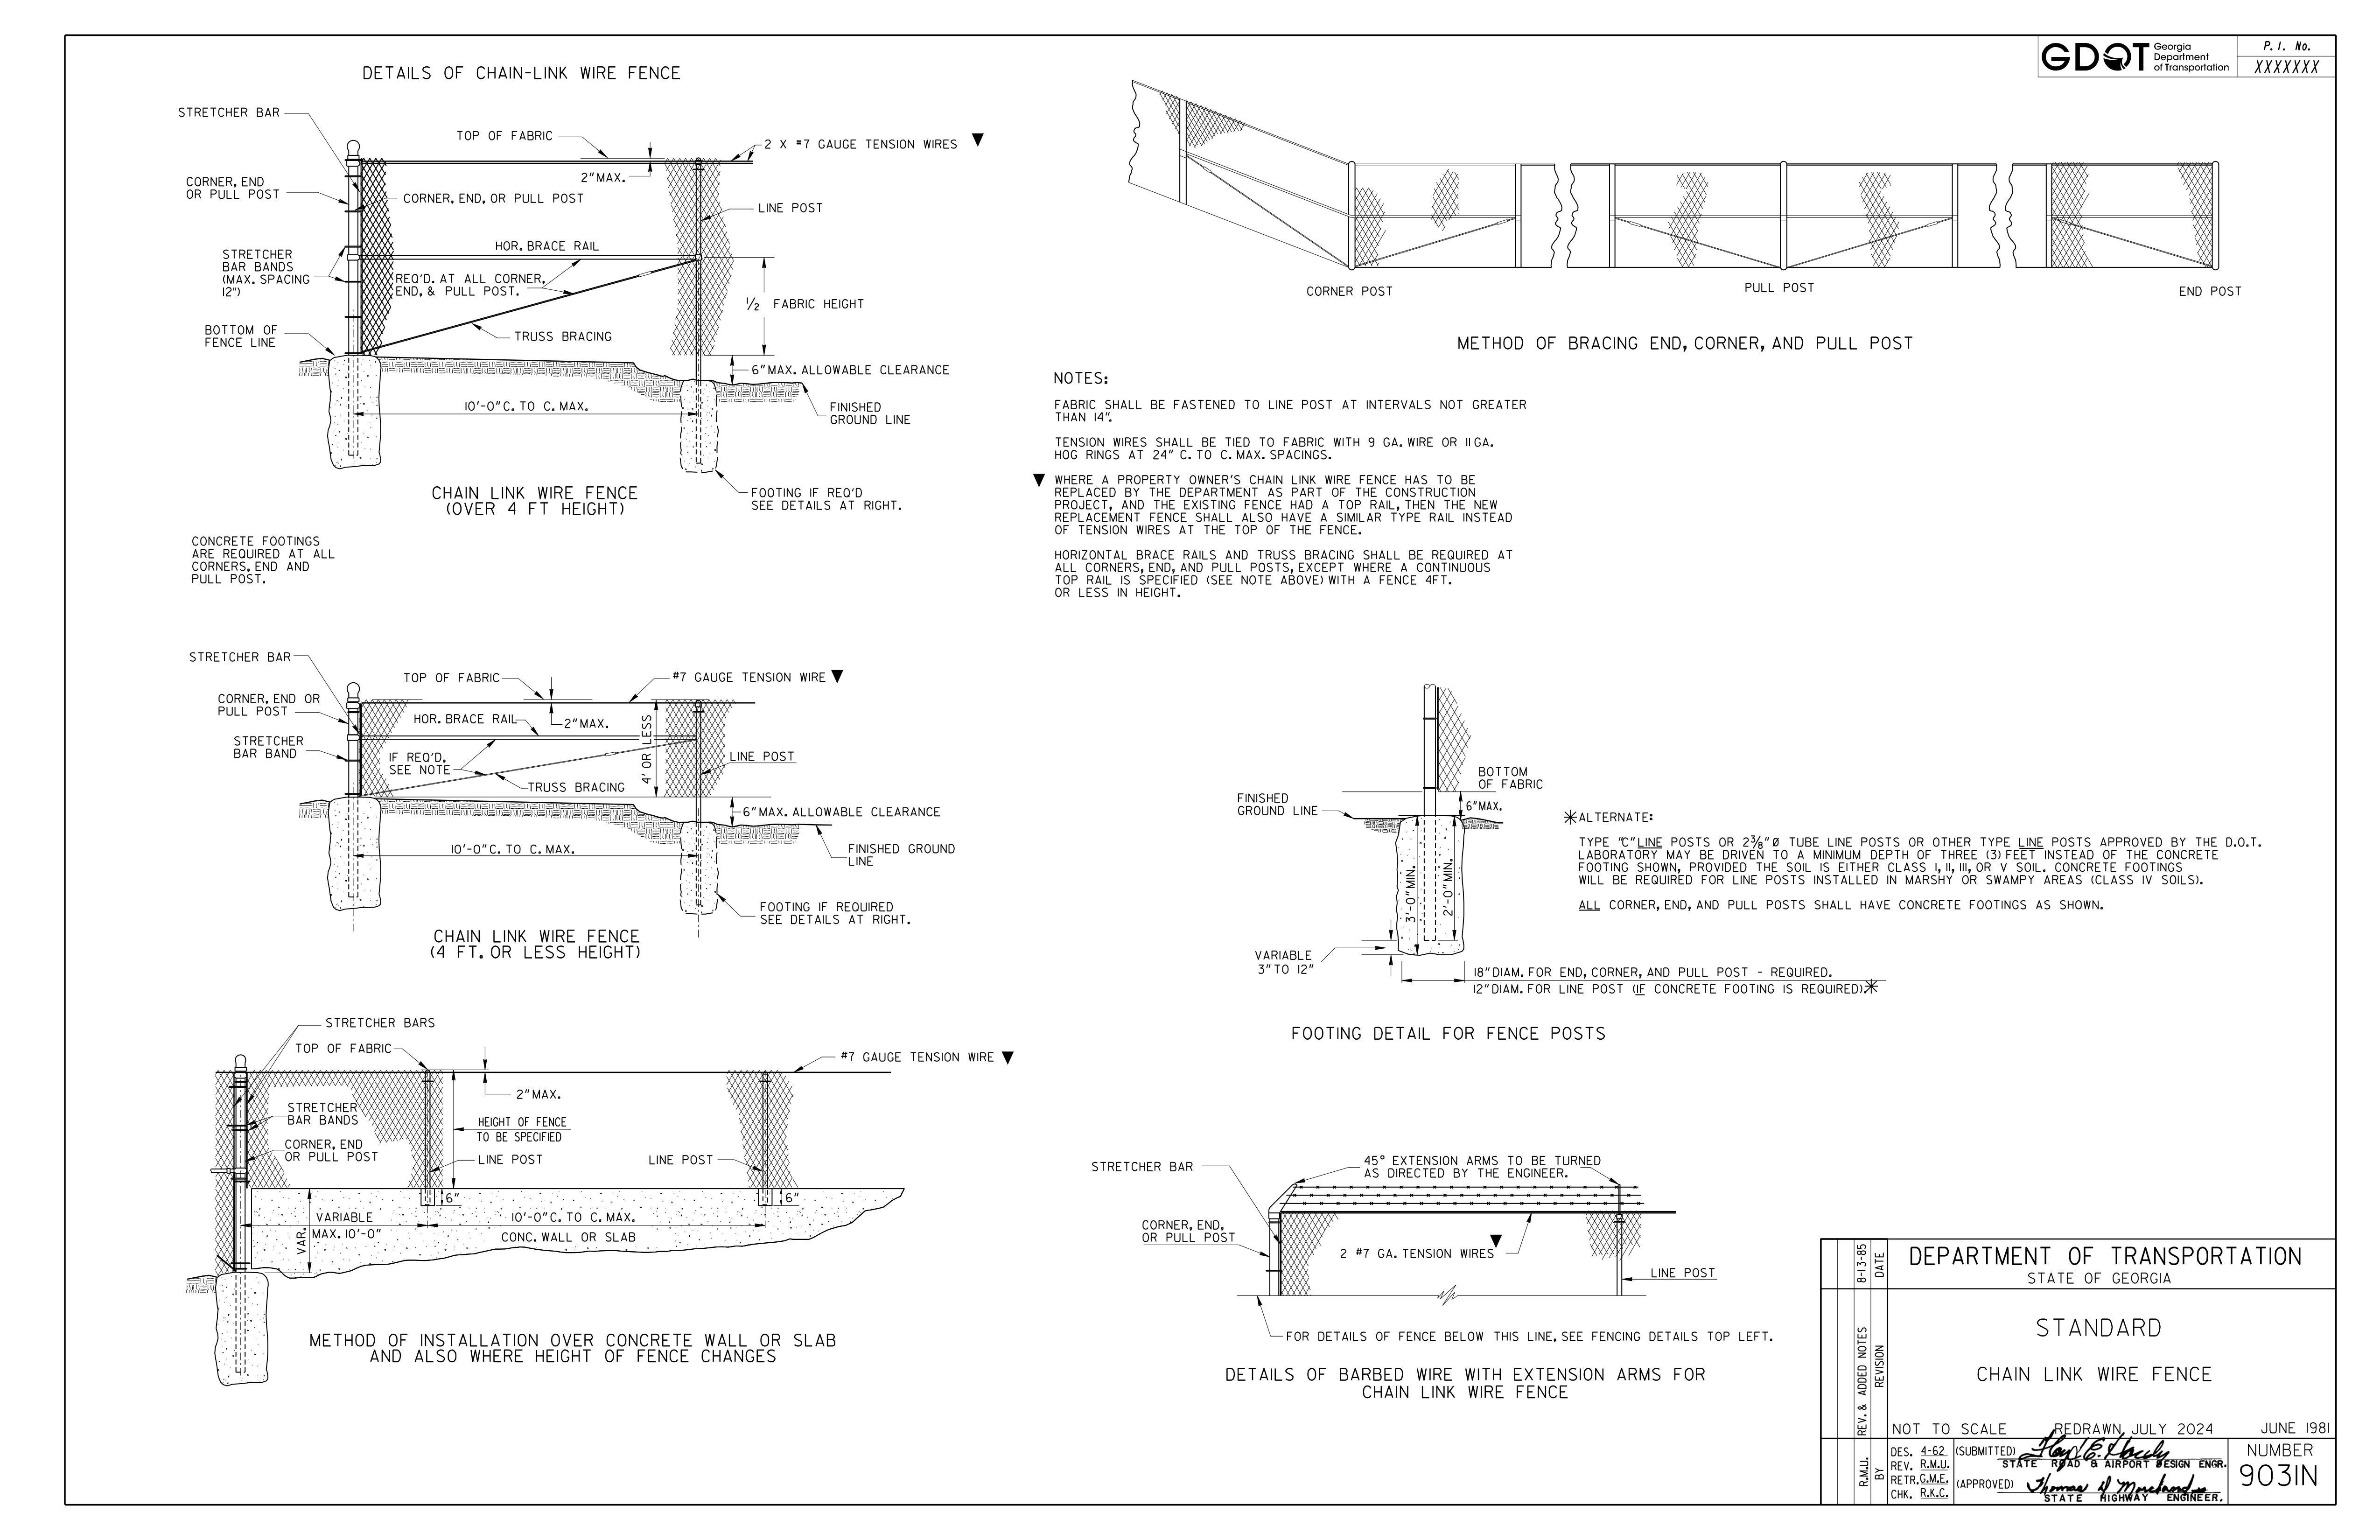 GDOT Georgia
Department
of Transportation
P. I. No.
XXXXXXX
DETAILS OF CHAIN-LINK WIRE FENCE
STRETCHER BAR
TOP OF FABRIC
2 X #7 GAUGE TENSION WIRES
2" MAX.
CORNER, END
OR PULL POST
CORNER, END, OR PULL POST
LINE POST
HOR. BRACE RAIL
STRETCHER
BAR BANDS
(MAX. SPACING
12")
REQ'D. AT ALL CORNER,
END, & PULL POST.
1/2 FABRIC HEIGHT
BOTTOM OF
FENCE LINE
TRUSS BRACING
6" MAX. ALLOWABLE CLEARANCE
10'-0" C. TO C. MAX.
FINISHED
GROUND LINE
CHAIN LINK WIRE FENCE
(OVER 4 FT HEIGHT)
FOOTING IF REQ'D
SEE DETAILS AT RIGHT.
CONCRETE FOOTINGS
ARE REQUIRED AT ALL
CORNERS, END AND
PULL POST.
STRETCHER BAR
TOP OF FABRIC
#7 GAUGE TENSION WIRE
CORNER, END OR
PULL POST
HOR. BRACE RAIL
2" MAX.
STRETCHER
BAR BAND
IF REQ'D,
SEE NOTE
4' OR LESS
LINE POST
TRUSS BRACING
6" MAX. ALLOWABLE CLEARANCE
10'-0" C. TO C. MAX.
FINISHED GROUND
LINE
FOOTING IF REQUIRED
SEE DETAILS AT RIGHT.
CHAIN LINK WIRE FENCE
(4 FT. OR LESS HEIGHT)
STRETCHER BARS
TOP OF FABRIC
#7 GAUGE TENSION WIRE
2" MAX.
STRETCHER
BAR BANDS
HEIGHT OF FENCE
TO BE SPECIFIED
CORNER, END
OR PULL POST
LINE POST
LINE POST
6"
6"
VARIABLE
MAX. 10'-0"
VAR.
10'-0" C. TO C. MAX.
CONC. WALL OR SLAB
METHOD OF INSTALLATION OVER CONCRETE WALL OR SLAB
AND ALSO WHERE HEIGHT OF FENCE CHANGES
CORNER POST
PULL POST
END POST
METHOD OF BRACING END, CORNER, AND PULL POST
NOTES:
FABRIC SHALL BE FASTENED TO LINE POST AT INTERVALS NOT GREATER
THAN 14".
TENSION WIRES SHALL BE TIED TO FABRIC WITH 9 GA. WIRE OR 11 GA.
HOG RINGS AT 24" C. TO C. MAX. SPACINGS.
WHERE A PROPERTY OWNER'S CHAIN LINK WIRE FENCE HAS TO BE
REPLACED BY THE DEPARTMENT AS PART OF THE CONSTRUCTION
PROJECT, AND THE EXISTING FENCE HAD A TOP RAIL, THEN THE NEW
REPLACEMENT FENCE SHALL ALSO HAVE A SIMILAR TYPE RAIL INSTEAD
OF TENSION WIRES AT THE TOP OF THE FENCE.
HORIZONTAL BRACE RAILS AND TRUSS BRACING SHALL BE REQUIRED AT
ALL CORNERS, END, AND PULL POSTS, EXCEPT WHERE A CONTINUOUS
TOP RAIL IS SPECIFIED (SEE NOTE ABOVE) WITH A FENCE 4FT.
OR LESS IN HEIGHT.
BOTTOM
OF FABRIC
FINISHED
GROUND LINE
6" MAX.
3'-0" MIN.
2'-0" MIN.
VARIABLE
3" TO 12"
18" DIAM. FOR END, CORNER, AND PULL POST - REQUIRED.
12" DIAM. FOR LINE POST (IF CONCRETE FOOTING IS REQUIRED).*
FOOTING DETAIL FOR FENCE POSTS
*ALTERNATE:
TYPE "C" LINE POSTS OR 2 3/8" Ø TUBE LINE POSTS OR OTHER TYPE LINE POSTS APPROVED BY THE D.O.T.
LABORATORY MAY BE DRIVEN TO A MINIMUM DEPTH OF THREE (3) FEET INSTEAD OF THE CONCRETE
FOOTING SHOWN, PROVIDED THE SOIL IS EITHER CLASS I, II, III, OR V SOIL. CONCRETE FOOTINGS
WILL BE REQUIRED FOR LINE POSTS INSTALLED IN MARSHY OR SWAMPY AREAS (CLASS IV SOILS).
ALL CORNER, END, AND PULL POSTS SHALL HAVE CONCRETE FOOTINGS AS SHOWN.
STRETCHER BAR
45° EXTENSION ARMS TO BE TURNED
AS DIRECTED BY THE ENGINEER.
CORNER, END,
OR PULL POST
2 #7 GA. TENSION WIRES
LINE POST
FOR DETAILS OF FENCE BELOW THIS LINE, SEE FENCING DETAILS TOP LEFT.
DETAILS OF BARBED WIRE WITH EXTENSION ARMS FOR
CHAIN LINK WIRE FENCE
8-13-85
DATE
REV. & ADDED NOTES
REVISION
R.M.U.
BY
DEPARTMENT OF TRANSPORTATION
STATE OF GEORGIA
STANDARD
CHAIN LINK WIRE FENCE
NOT TO SCALE REDRAWN JULY 2024 JUNE 1981
DES. 4-62
REV. R.M.U.
RETR. G.M.E.
CHK. R.K.C.
(SUBMITTED)
STATE ROAD & AIRPORT DESIGN ENGR.
(APPROVED)
STATE HIGHWAY ENGINEER.
NUMBER
9031N